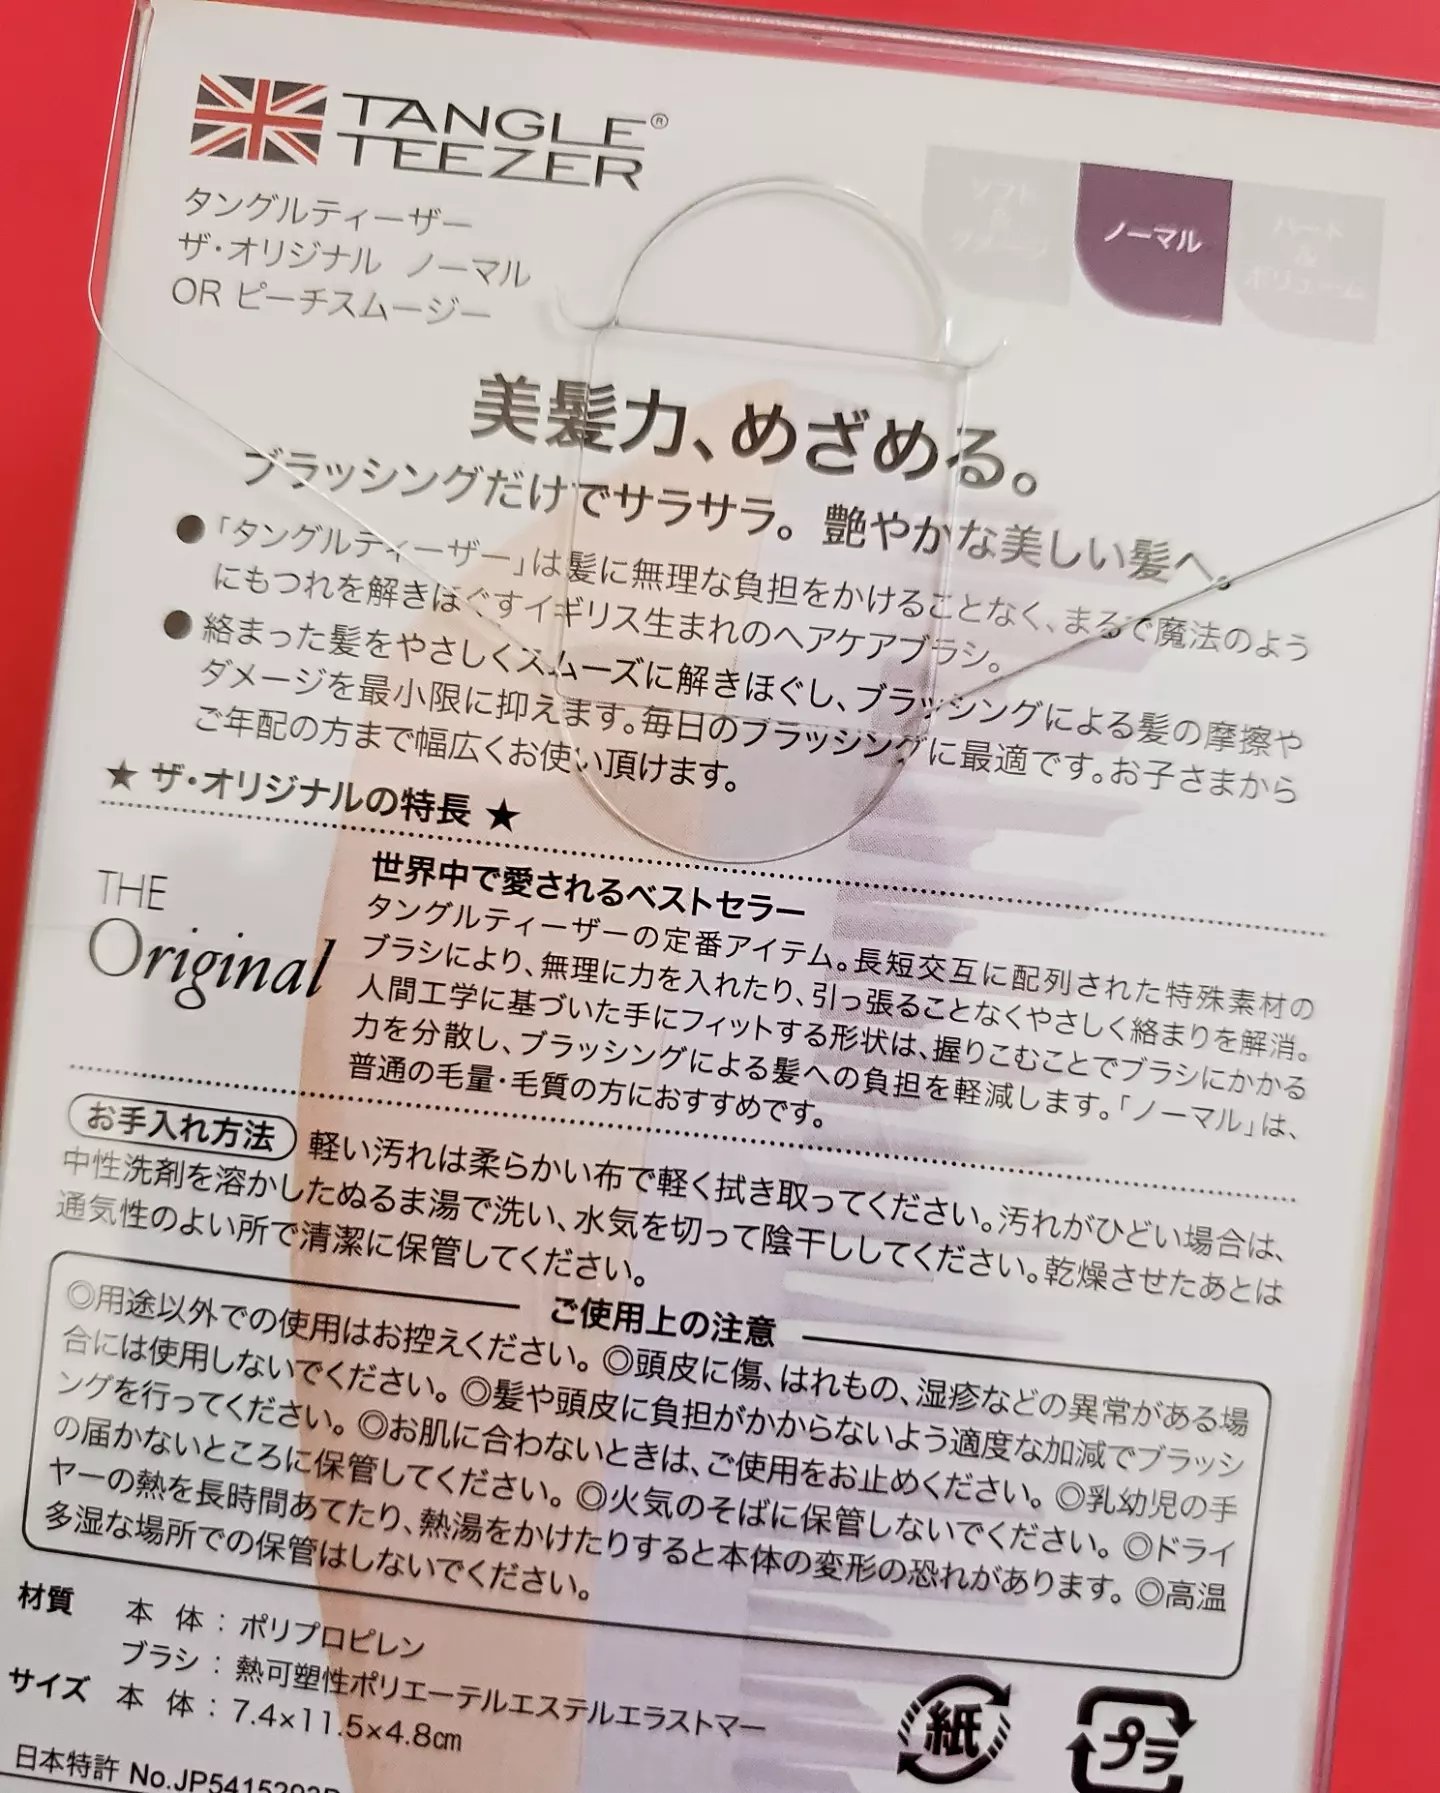 TANGLE®
TEEZER
タングルティーザー
ザ・オリジナル ノーマル
OR ピーチスムージー
ソフト
ノーマル
ハード
&
ボリューム
美髪力、めざめる。
ブラッシングだけでサラサラ。艶やかな美しい髪へ。
●「タングルティーザー」は髪に無理な負担をかけることなく、まるで魔法のよう
にもつれを解きほぐすイギリス生まれのヘアケアブラシ。
●絡まった髪をやさしくスムーズに解きほぐし、ブラッシングによる髪の摩擦や
ダメージを最小限に抑えます。毎日のブラッシングに最適です。お子さまから
ご年配の方まで幅広くお使い頂けます。
★ ザ・オリジナルの特長 ★
THE
Original
世界中で愛されるベストセラー
タングルティーザーの定番アイテム。長短交互に配列された特殊素材の
ブラシにより、無理に力を入れたり、引っ張ることなくやさしく絡まりを解消。
人間工学に基づいた手にフィットする形状は、握りこむことでブラシにかかる
力を分散し、ブラッシングによる髪への負担を軽減します。「ノーマル」は、
普通の毛量・毛質の方におすすめです。
お手入れ方法 軽い汚れは柔らかい布で軽く拭き取ってください。汚れがひどい場合は、
中性洗剤を溶かしたぬるま湯で洗い、水気を切って陰干ししてください。乾燥させたあとは
通気性のよい所で清潔に保管してください。
ご使用上の注意
◎用途以外での使用はお控えください。◎頭皮に傷、はれもの、湿疹などの異常がある場
合には使用しないでください。◎髪や頭皮に負担がかからないよう適度な加減でブラッシ
ングを行ってください。◎お肌に合わないときは、ご使用をお止めください。◎乳幼児の手
の届かないところに保管してください。◎火気のそばに保管しないでください。◎ドライ
ヤーの熱を長時間あてたり、熱湯をかけたりすると本体の変形の恐れがあります。◎高温
多湿な場所での保管はしないでください。
材質 本 体：ポリプロピレン
ブラシ：熱可塑性ポリエーテルエステルエラストマー
サイズ 本 体：7.4×11.5×4.8㎝
日本特許 No.JP5415293
紙
プラ